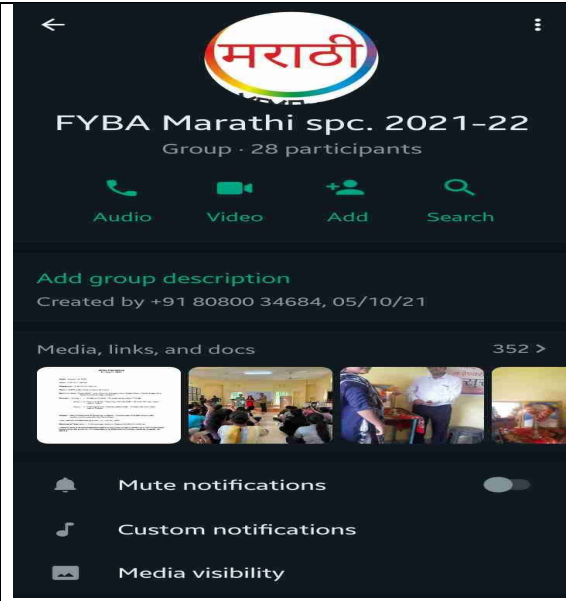 मराठी
FYBA Marathi spc. 2021-22
Group · 28 participants
Audio Video Add Search
Add group description
Created by +91 80800 34684, 05/10/21
Media, links, and docs 352 >
Mute notifications
Custom notifications
Media visibility